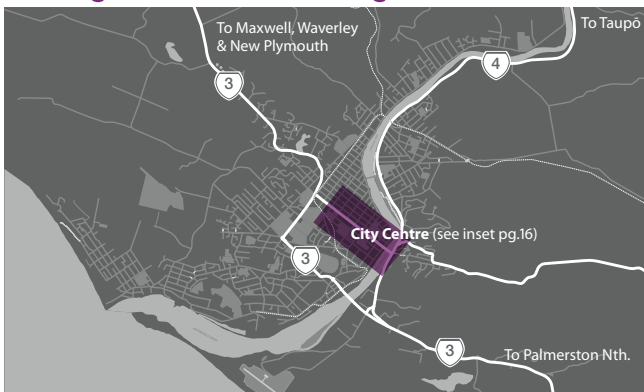 To Maxwell, Waverley
& New Plymouth
To Taupō
3
4
City Centre (see inset pg.16)
3
3
To Palmerston Nth.